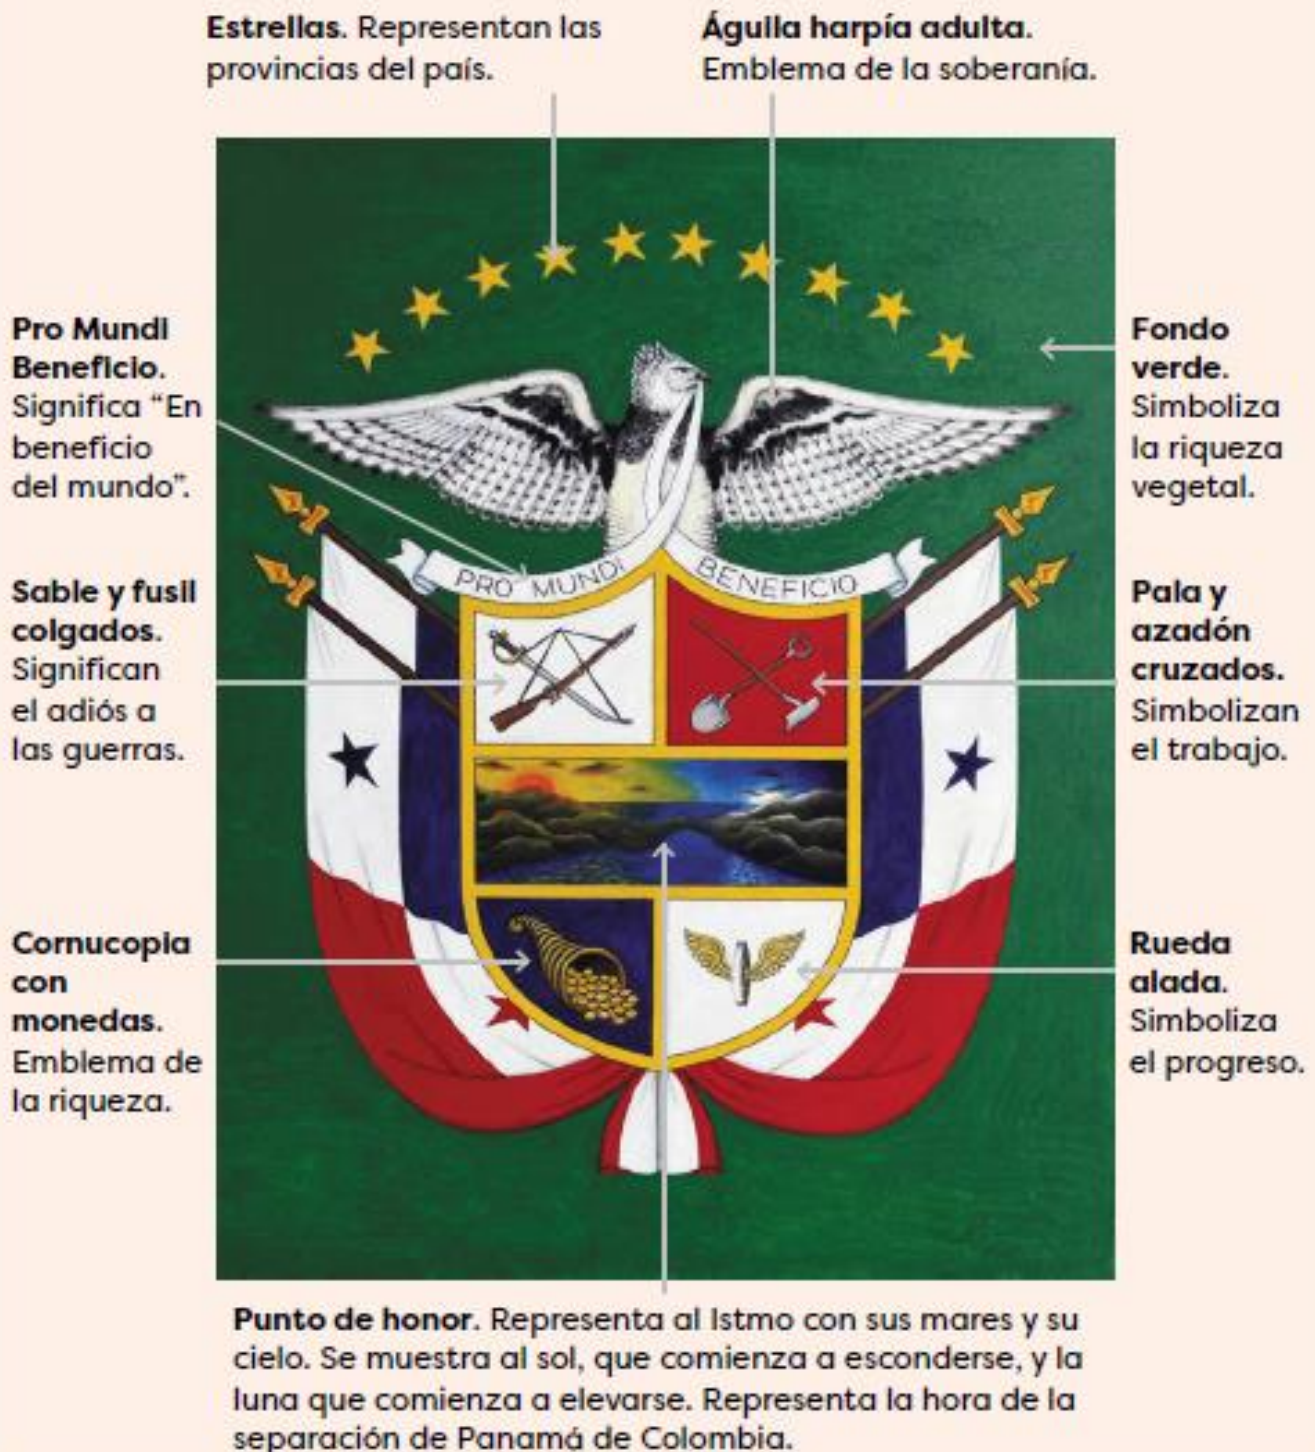 Estrellas. Representan las
provincias del país.
Águila harpía adulta.
Emblema de la soberanía.
Pro Mundi
Beneficio.
Significa “En
beneficio
del mundo”.
Fondo
verde.
Simboliza
la riqueza
vegetal.
PRO MUNDI BENEFICIO
Sable y fusil
colgados.
Significan
el adiós a
las guerras.
Pala y
azadón
cruzados.
Simbolizan
el trabajo.
Cornucopia
con
monedas.
Emblema de
la riqueza.
Rueda
alada.
Simboliza
el progreso.
Punto de honor. Representa al Istmo con sus mares y su
cielo. Se muestra al sol, que comienza a esconderse, y la
luna que comienza a elevarse. Representa la hora de la
separación de Panamá de Colombia.